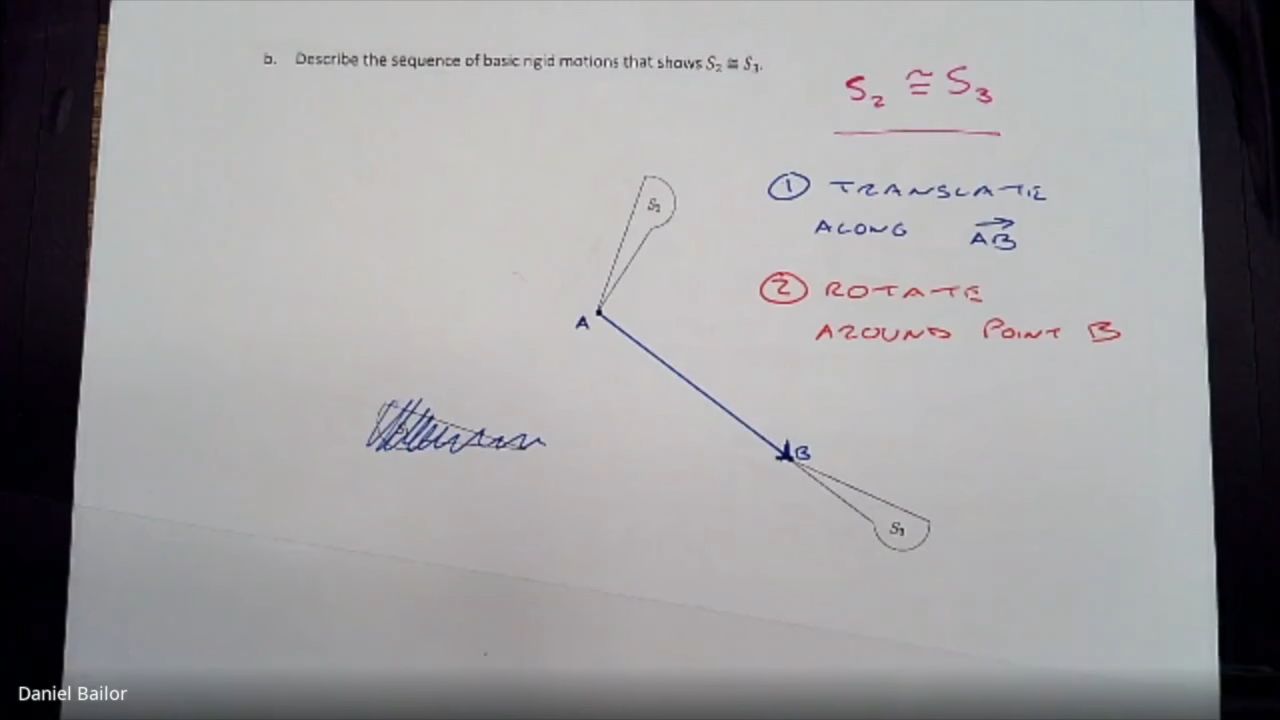 b. Describe the sequence of basic rigid motions that shows S₂ ≅ S₃.
S₂ ≅ S₃
① TRANSLATE
ALONG AB→
② ROTATE
AROUND POINT B
S₂
A
B
S₃
Daniel Bailor